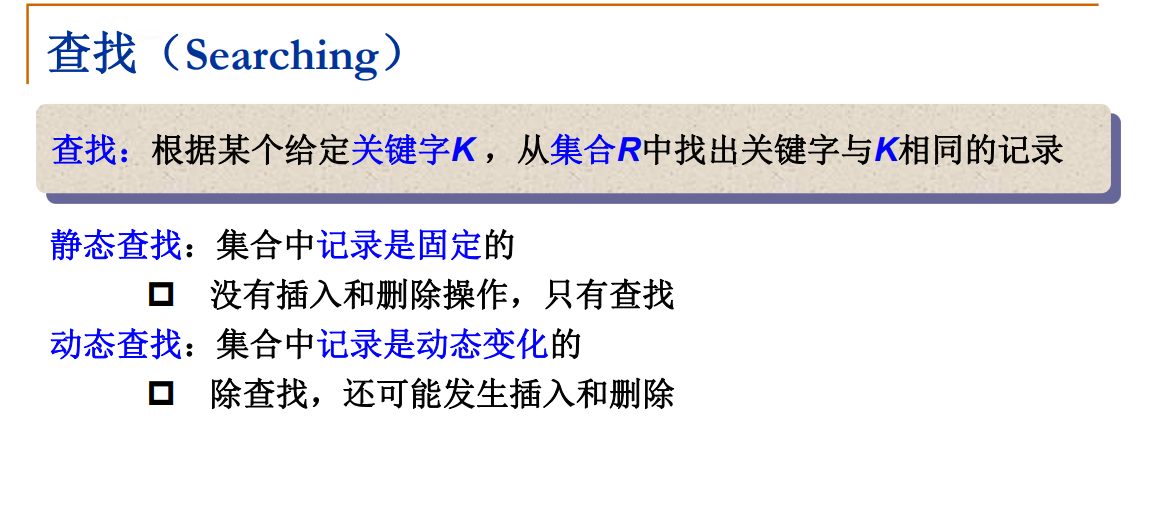 查找（Searching）
查找：根据某个给定关键字K ，从集合R中找出关键字与K相同的记录
静态查找：集合中记录是固定的
没有插入和删除操作，只有查找
动态查找：集合中记录是动态变化的
除查找，还可能发生插入和删除